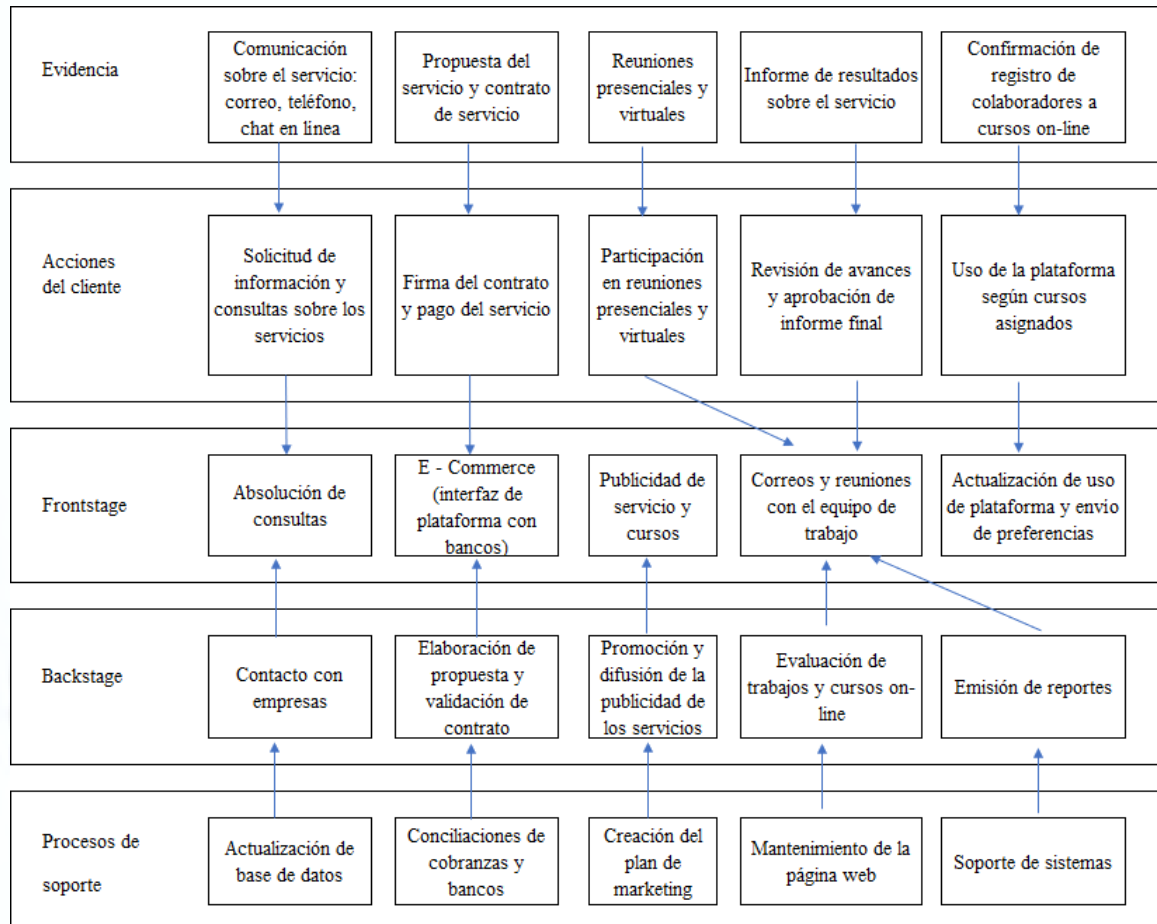 Evidencia
Comunicación
sobre el servicio:
correo, teléfono,
chat en línea
Propuesta del
servicio y contrato
de servicio
Reuniones
presenciales y
virtuales
Informe de resultados
sobre el servicio
Confirmación de
registro de
colaboradores a
cursos on-line
Acciones
del cliente
Solicitud de
información y
consultas sobre los
servicios
Firma del contrato
y pago del servicio
Participación
en reuniones
presenciales y
virtuales
Revisión de avances
y aprobación de
informe final
Uso de la plataforma
según cursos
asignados
Frontstage
Absolución de
consultas
E - Commerce
(interfaz de
plataforma con
bancos)
Publicidad de
servicio y
cursos
Correos y reuniones
con el equipo de
trabajo
Actualización de uso
de plataforma y envio
de preferencias
Backstage
Contacto con
empresas
Elaboración de
propuesta y
validación de
contrato
Promoción y
difusión de la
publicidad de
los servicios
Evaluación de
trabajos y cursos on-
line
Emisión de reportes
Procesos de
soporte
Actualización de
base de datos
Conciliaciones de
cobranzas y
bancos
Creación del
plan de
marketing
Mantenimiento de la
página web
Soporte de sistemas